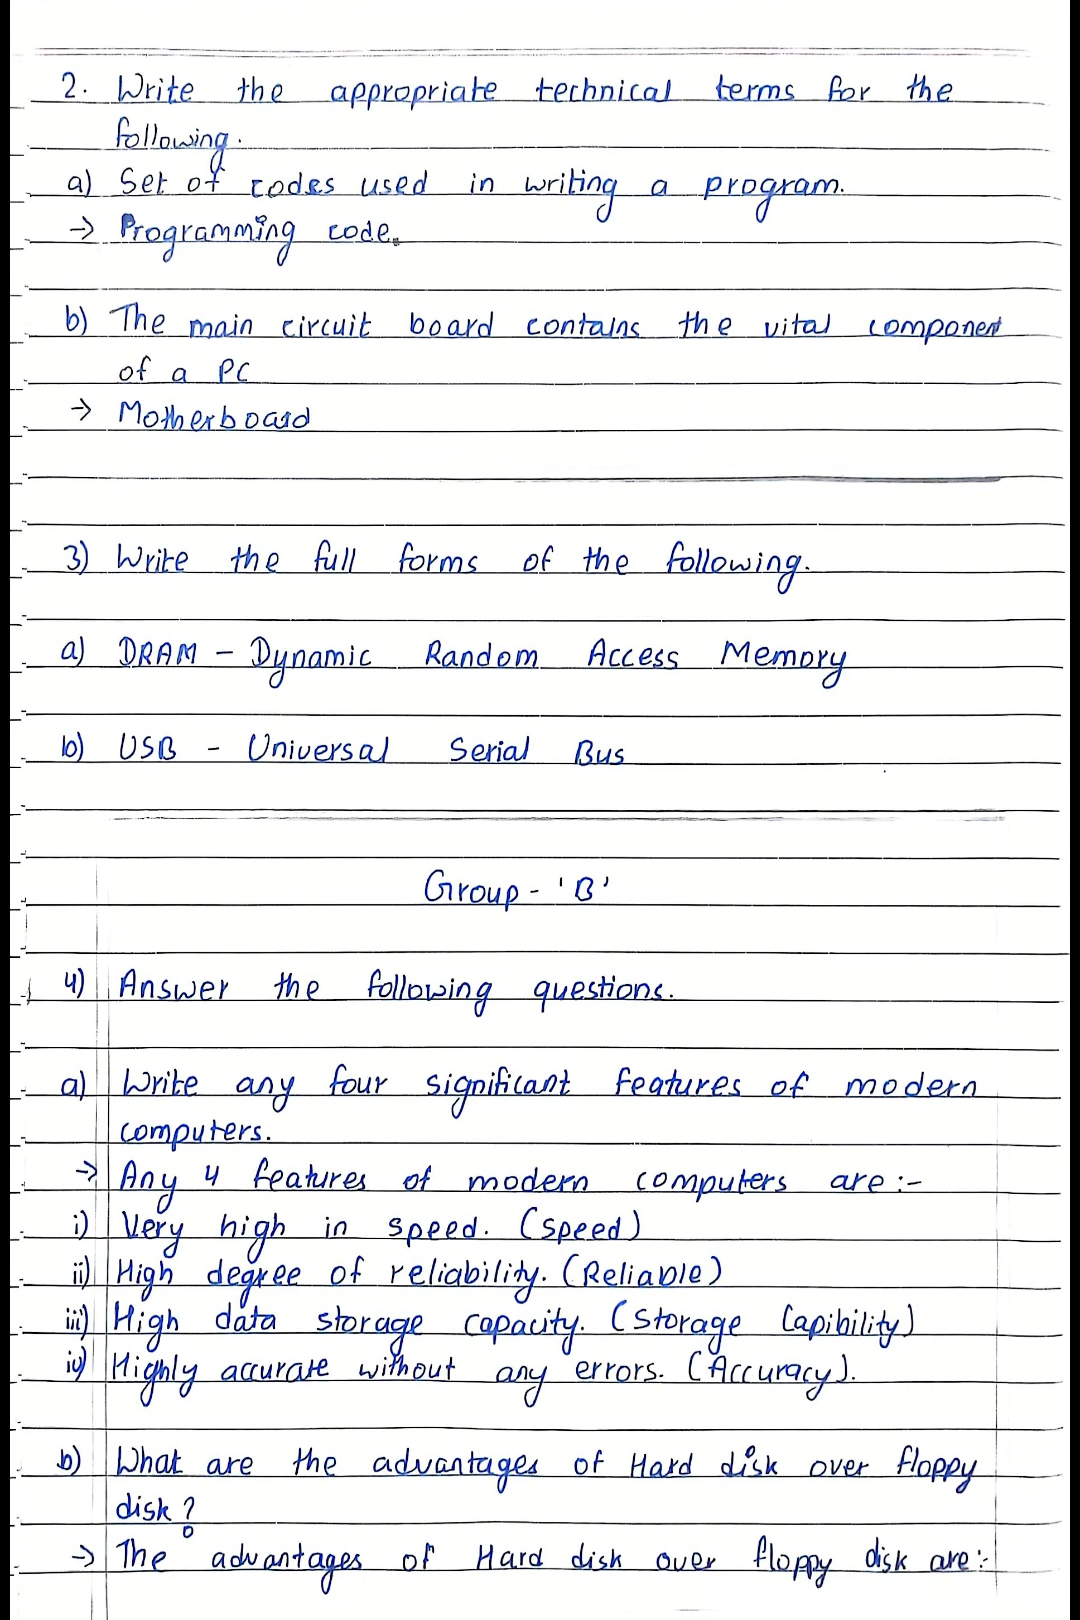 2. Write the appropriate technical terms for the
following.
a) Set of codes used in writing a program.
→ Programming code.
b) The main circuit board contains the vital component
of a PC
→ Motherboard
3) Write the full forms of the following.
a) DRAM - Dynamic Random Access Memory
b) USB - Universal Serial Bus
Group - 'B'
4) Answer the following questions.
a) Write any four significant features of modern
computers.
→ Any 4 features of modern computers are :-
i) Very high in speed. (Speed)
ii) High degree of reliability. (Reliable)
iii) High data storage capacity. (Storage Capibility)
iv) Highly accurate without any errors. (Accuracy).
b) What are the advantages of Hard disk over floppy
disk ?
→ The advantages of Hard disk over floppy disk are :-